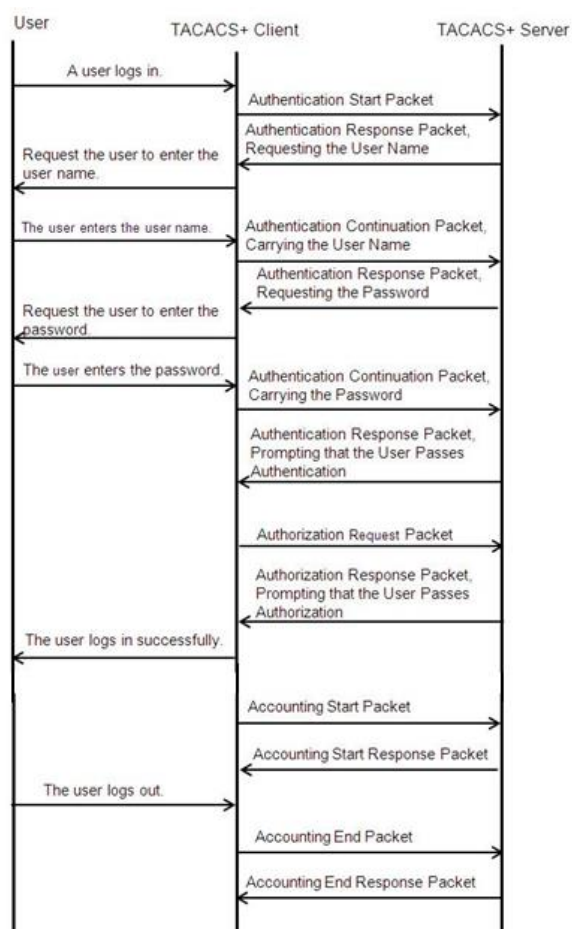 User
TACACS+ Client
TACACS+ Server
A user logs in.
Authentication Start Packet
Authentication Response Packet,
Requesting the User Name
Request the user to enter the
user name.
The user enters the user name.
Authentication Continuation Packet,
Carrying the User Name
Authentication Response Packet,
Requesting the Password
Request the user to enter the
password.
The user enters the password.
Authentication Continuation Packet,
Carrying the Password
Authentication Response Packet,
Prompting that the User Passes
Authentication
Authorization Request Packet
Authorization Response Packet,
Prompting that the User Passes
Authorization
The user logs in successfully.
Accounting Start Packet
Accounting Start Response Packet
The user logs out.
Accounting End Packet
Accounting End Response Packet